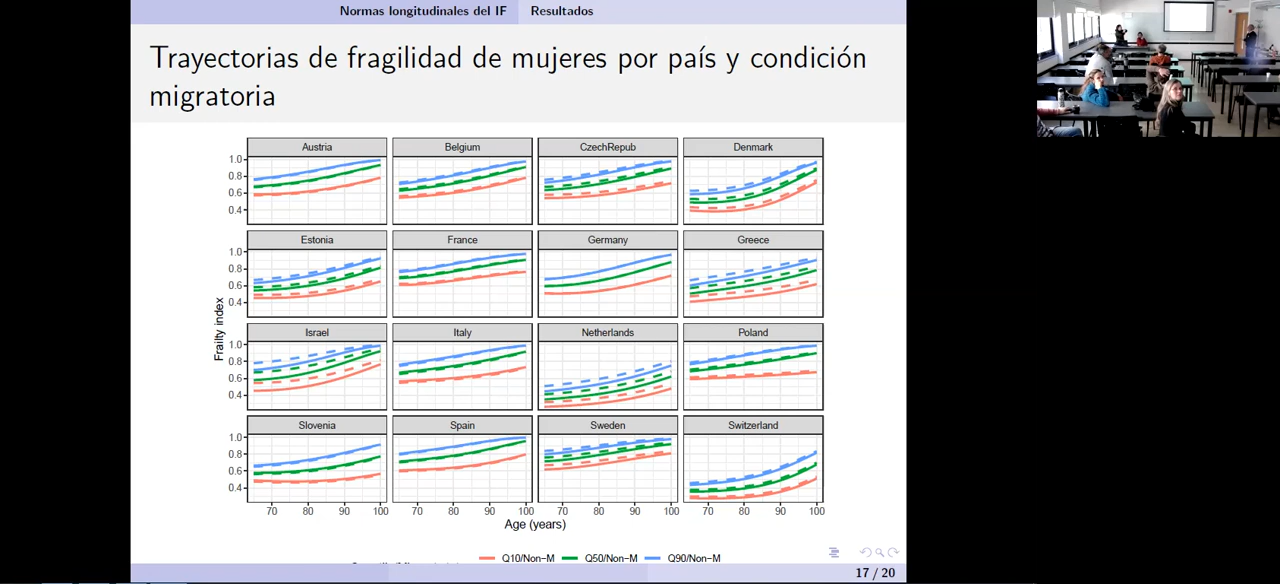 Normas longitudinales del IF Resultados
Trayectorias de fragilidad de mujeres por país y condición
migratoria
Austria Belgium CzechRepub Denmark
1.0
0.8
0.6
0.4
Estonia France Germany Greece
1.0
0.8
0.6
0.4
Frailty index
Israel Italy Netherlands Poland
1.0
0.8
0.6
0.4
Slovenia Spain Sweden Switzerland
1.0
0.8
0.6
0.4
70 80 90 100 70 80 90 100 70 80 90 100 70 80 90 100
Age (years)
Q10/Non−M Q50/Non−M Q90/Non−M
17 / 20